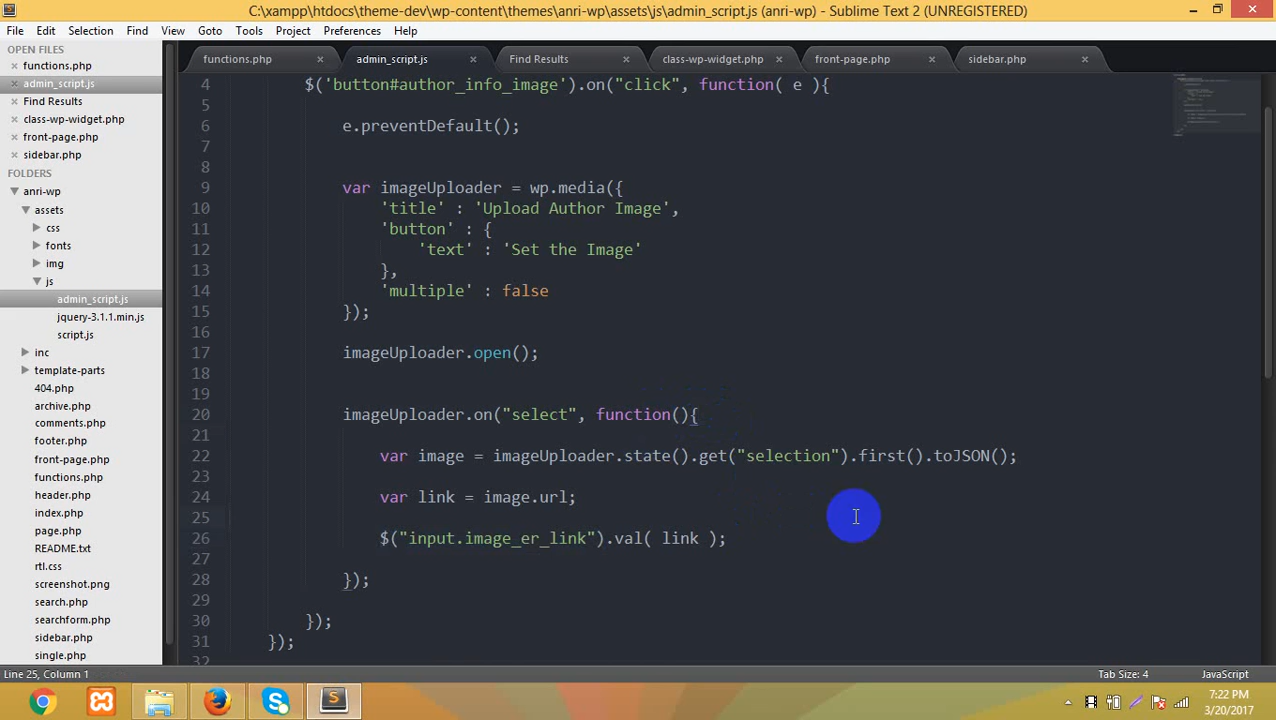 C:\xampp\htdocs\theme-dev\wp-content\themes\anri-wp\assets\js\admin_script.js (anri-wp) - Sublime Text 2 (UNREGISTERED)
File Edit Selection Find View Goto Tools Project Preferences Help
OPEN FILES
functions.php
admin_script.js
Find Results
class-wp-widget.php
front-page.php
sidebar.php
FOLDERS
anri-wp
assets
css
fonts
img
js
admin_script.js
jquery-3.1.1.min.js
script.js
inc
template-parts
404.php
archive.php
comments.php
footer.php
front-page.php
functions.php
header.php
index.php
page.php
README.txt
rtl.css
screenshot.png
search.php
searchform.php
sidebar.php
single.php
functions.php admin_script.js Find Results class-wp-widget.php front-page.php sidebar.php
4 $('button#author_info_image').on("click", function( e ){
5
6 e.preventDefault();
7
8
9 var imageUploader = wp.media({
10 'title' : 'Upload Author Image',
11 'button' : {
12 'text' : 'Set the Image'
13 },
14 'multiple' : false
15 });
16
17 imageUploader.open();
18
19
20 imageUploader.on("select", function(){
21
22 var image = imageUploader.state().get("selection").first().toJSON();
23
24 var link = image.url;
25
26 $("input.image_er_link").val( link );
27
28 });
29
30 });
31 });
32
Line 25, Column 1 Tab Size: 4 JavaScript
7:22 PM
3/20/2017